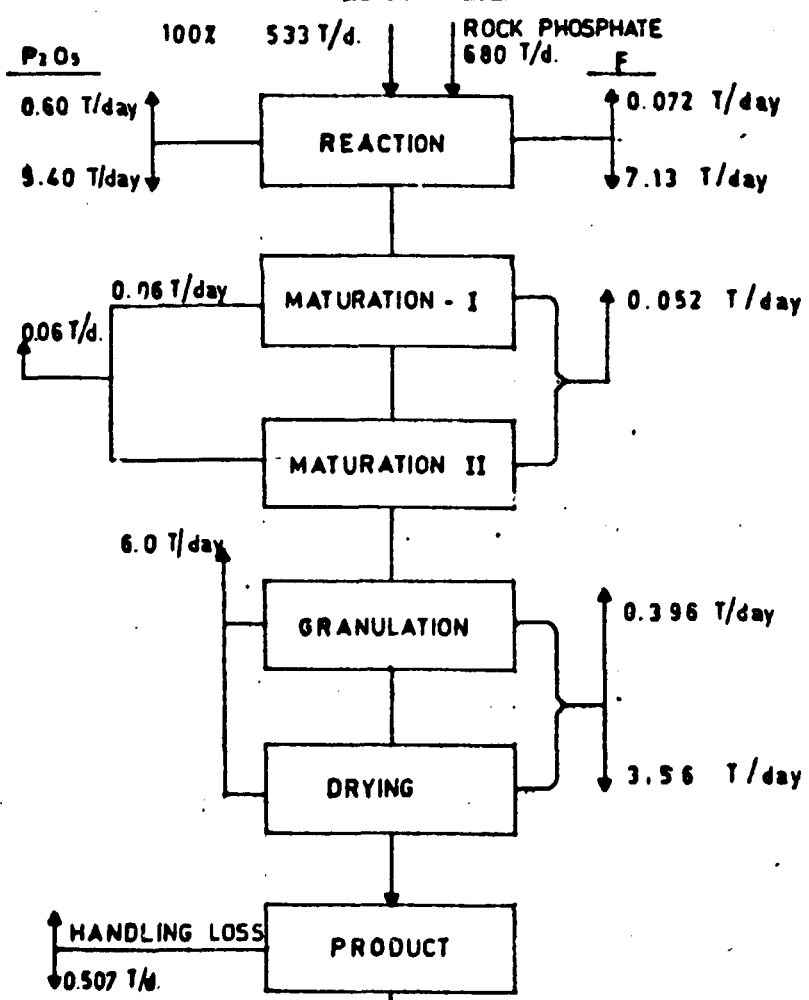 100% 533 T/d. ROCK PHOSPHATE
680 T/d.
P2O5 F
0.60 T/day 0.072 T/day
REACTION
9.40 T/day 7.13 T/day
0.06 T/day MATURATION - I 0.052 T/day
0.06 T/d.
MATURATION II
6.0 T/day
GRANULATION 0.396 T/day
DRYING 3.56 T/day
HANDLING LOSS PRODUCT
0.507 T/d.